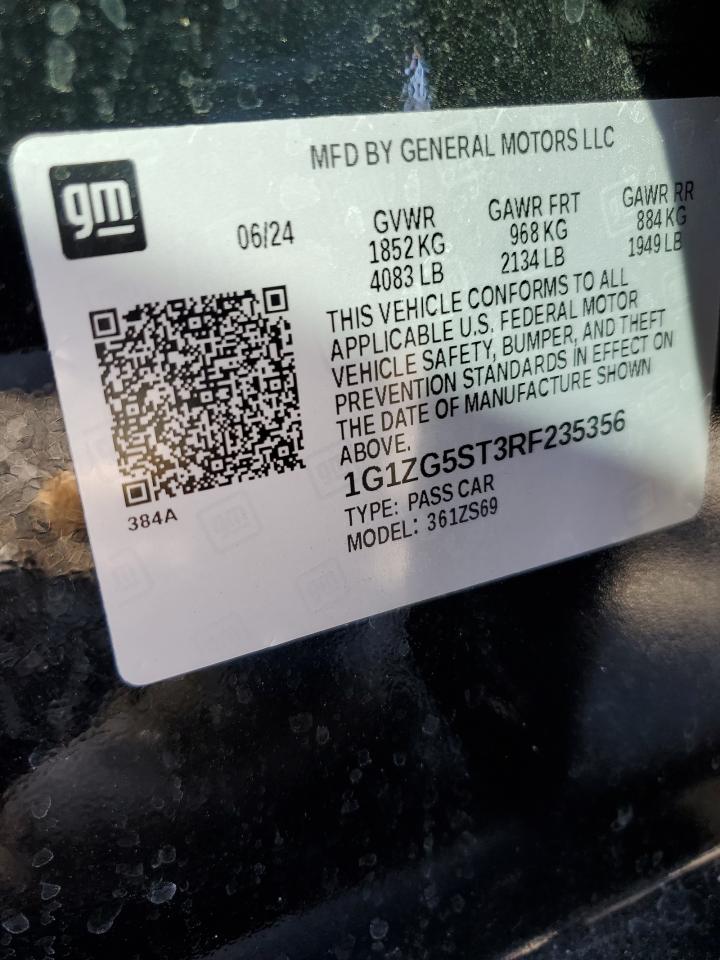 MFD BY GENERAL MOTORS LLC
gm
06/24
GVWR GAWR FRT GAWR RR
1852 KG 968 KG 884 KG
4083 LB 2134 LB 1949 LB
THIS VEHICLE CONFORMS TO ALL
APPLICABLE U.S. FEDERAL MOTOR
VEHICLE SAFETY, BUMPER, AND THEFT
PREVENTION STANDARDS IN EFFECT ON
THE DATE OF MANUFACTURE SHOWN
ABOVE.
1G1ZG5ST3RF235356
TYPE: PASS CAR
MODEL: 361ZS69
384A